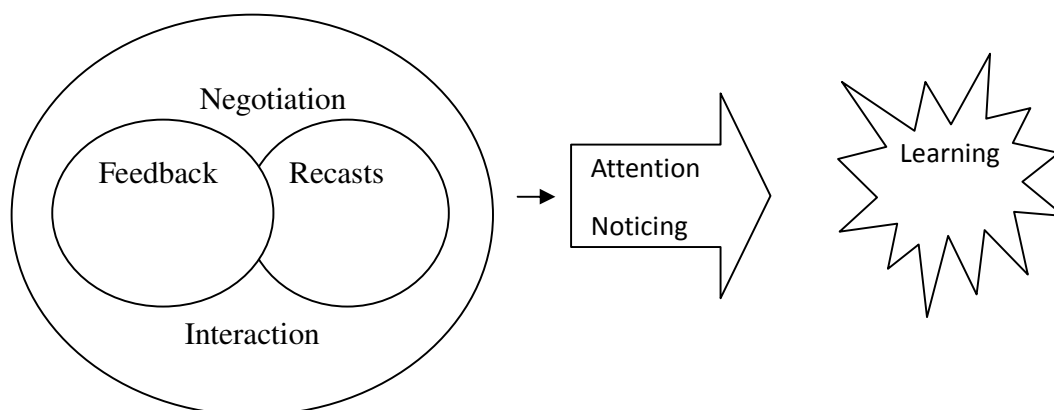 Negotiation
Feedback
Recasts
Interaction
Attention
Noticing
Learning